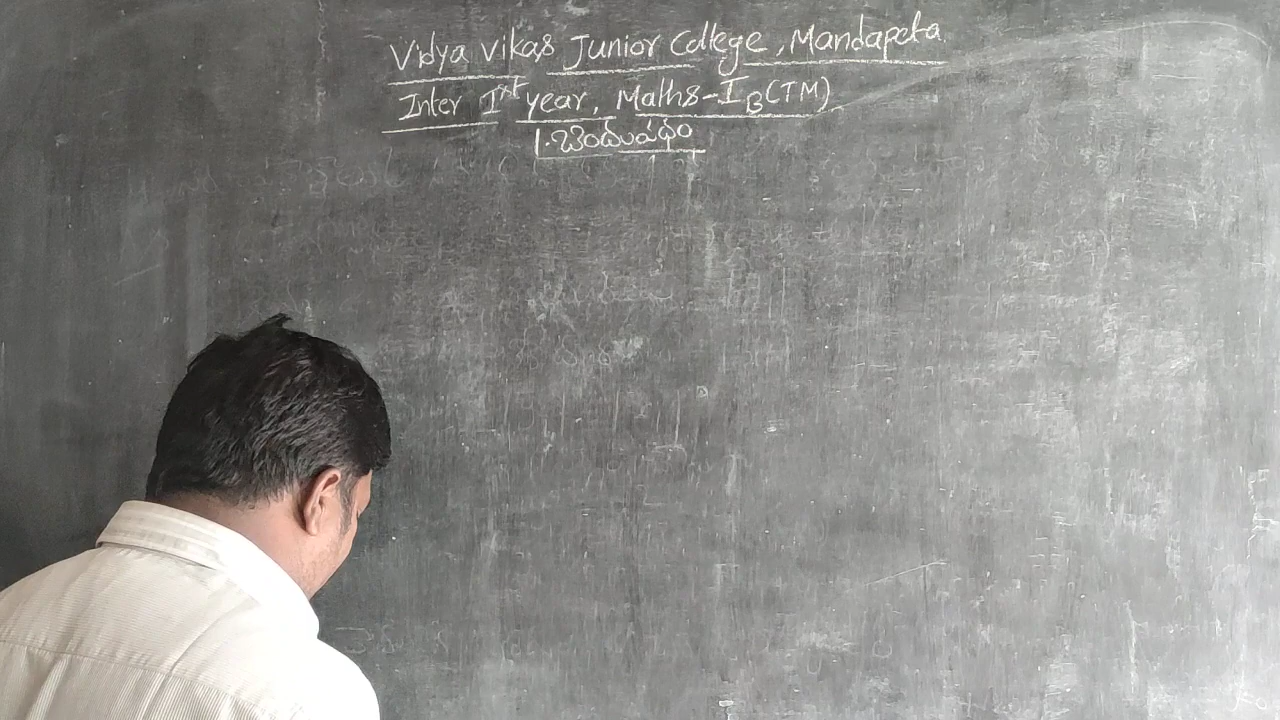 Vidya Vikas Junior College, Mandapeta.
Inter Ist year, Maths-IB(TM)
1. బిందుపథం